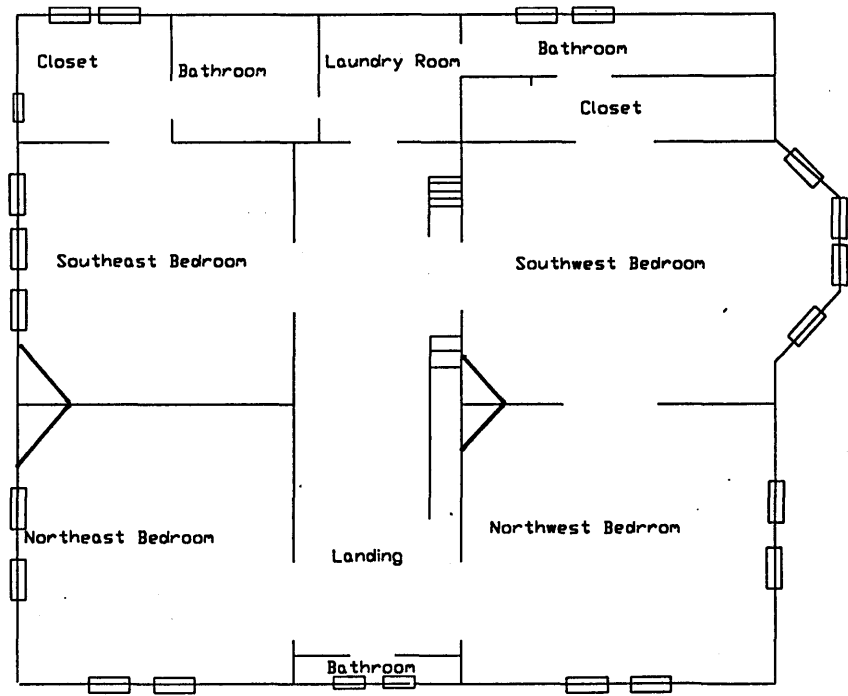 Closet
Bathroom
Laundry Room
Bathroom
Closet
Southeast Bedroom
Southwest Bedroom
Northeast Bedroom
Northwest Bedrrom
Landing
Bathroom